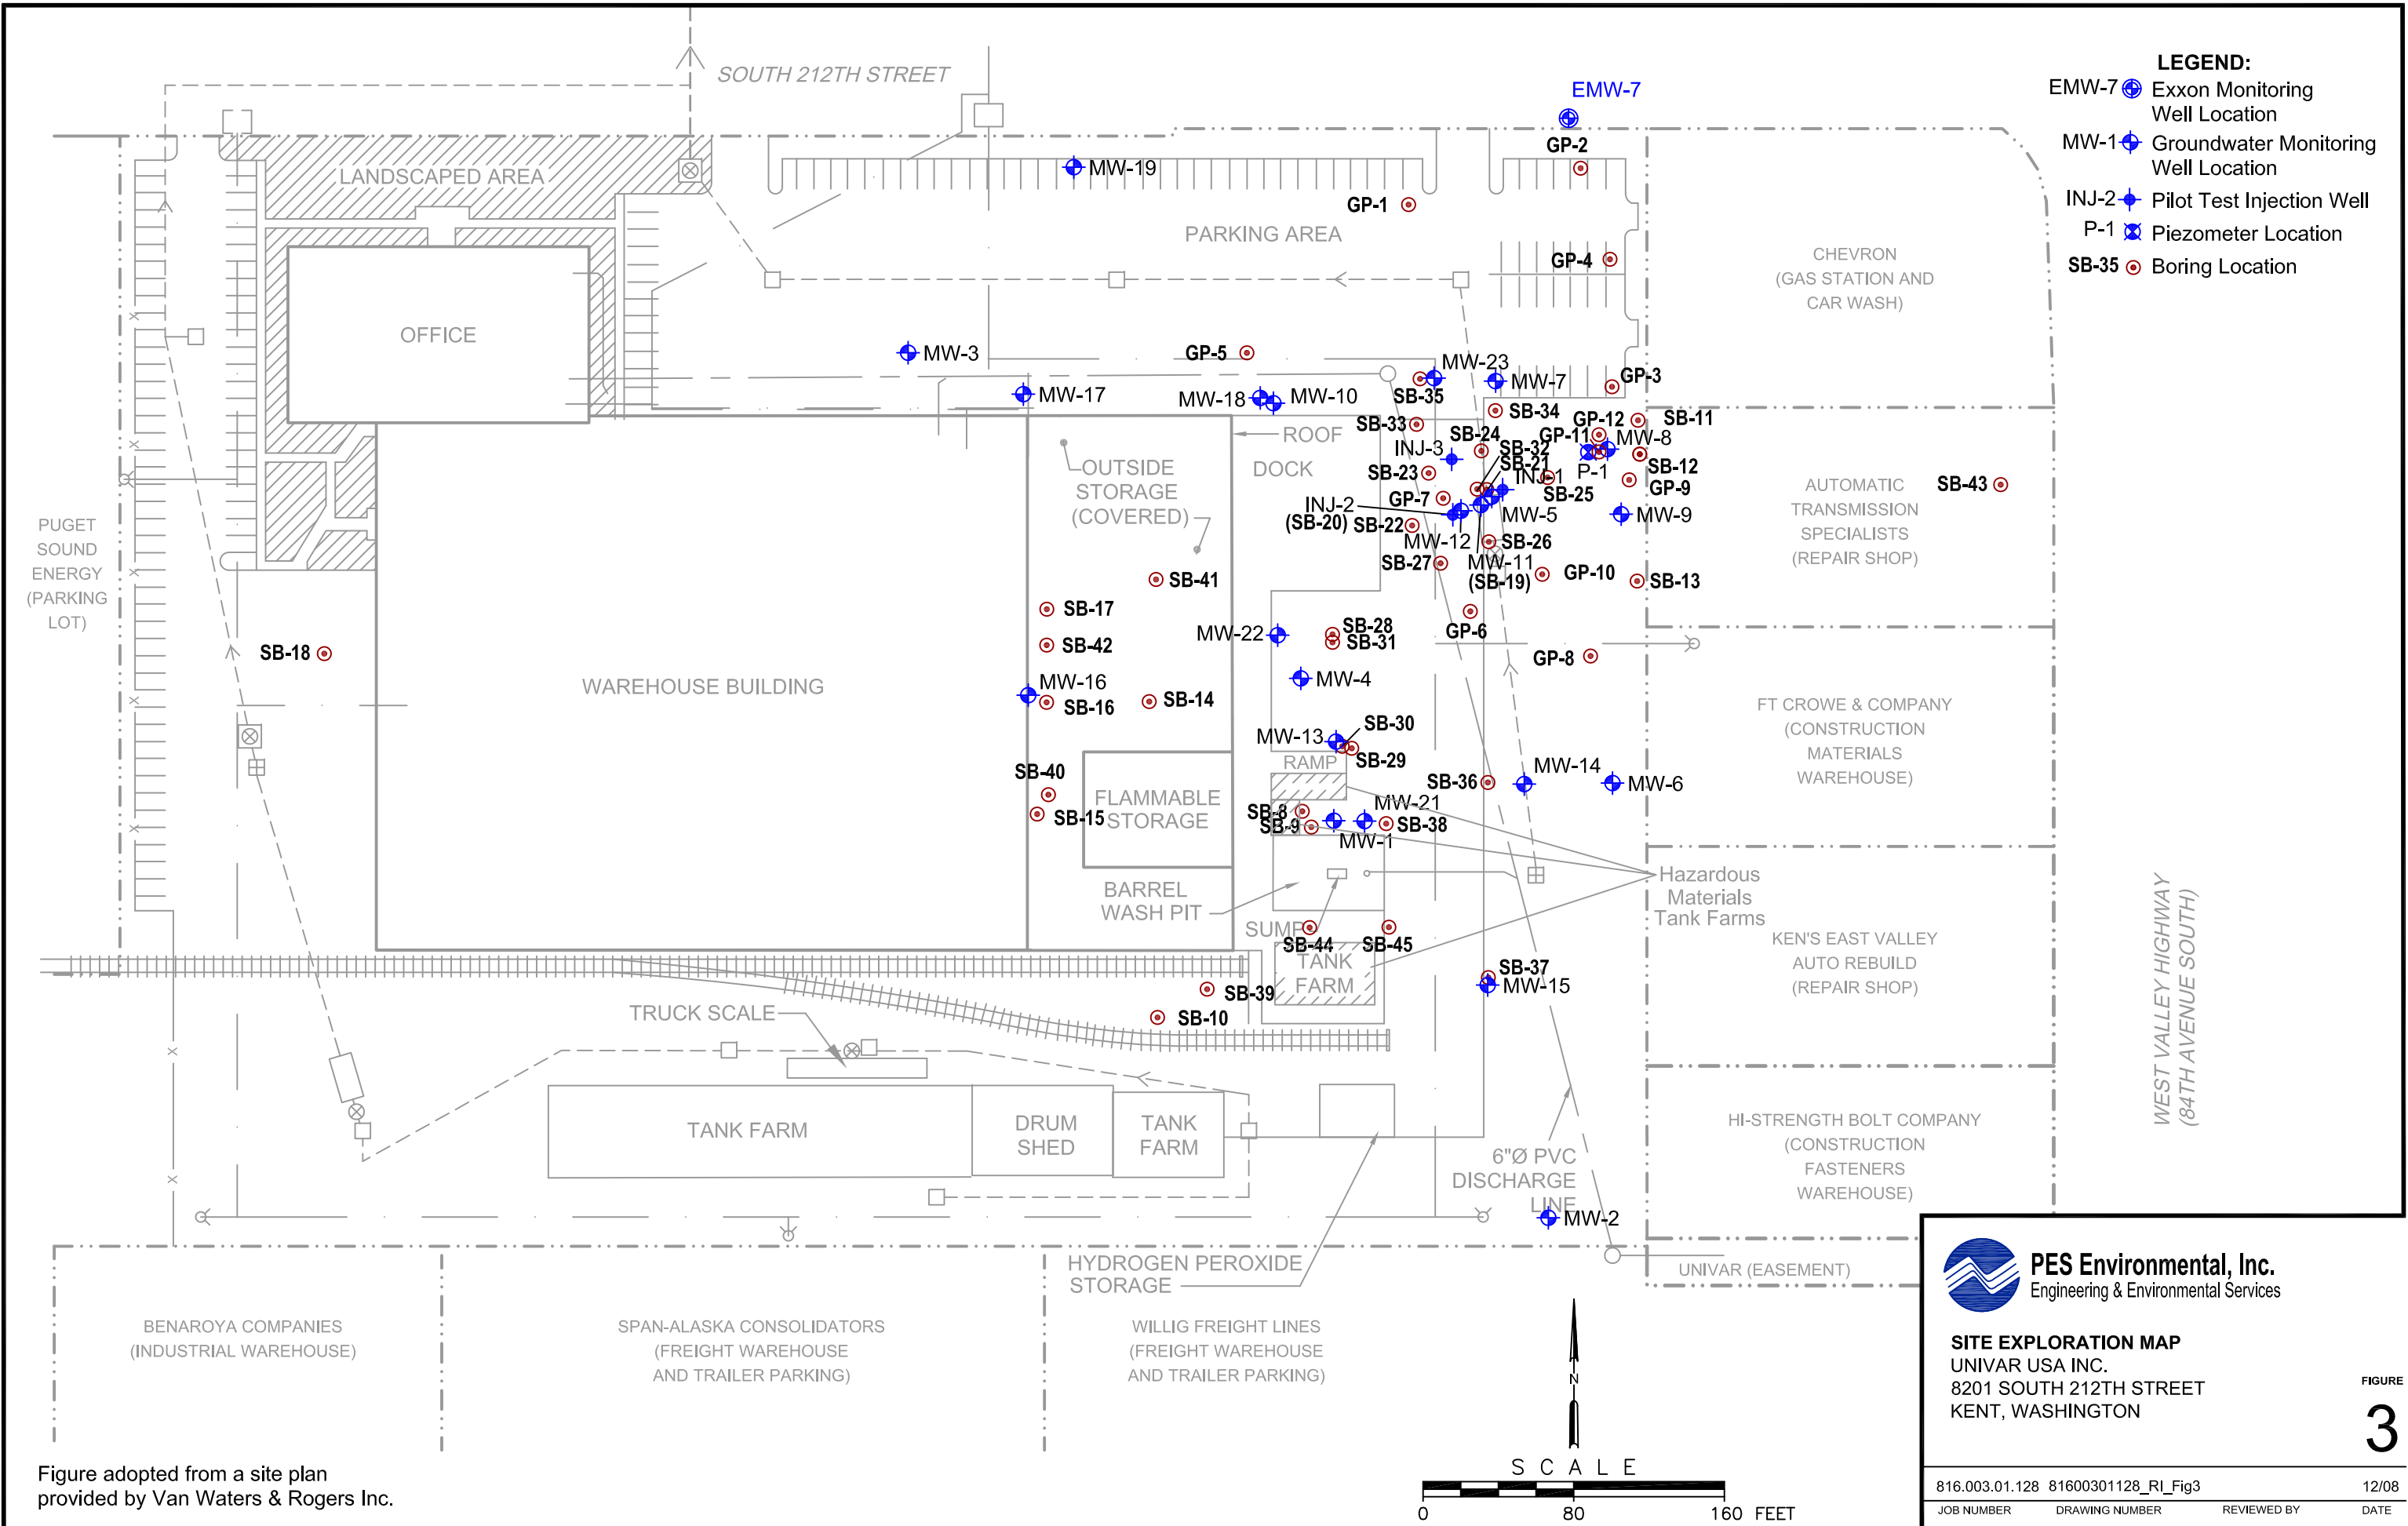 SOUTH 212TH STREET
EMW-7
LEGEND:
EMW-7 Exxon Monitoring
Well Location
MW-1 Groundwater Monitoring
Well Location
INJ-2 Pilot Test Injection Well
P-1 Piezometer Location
SB-35 Boring Location
GP-2
LANDSCAPED AREA
MW-19
GP-1
PARKING AREA
GP-4
CHEVRON
(GAS STATION AND
CAR WASH)
OFFICE
MW-3
GP-5
MW-23
MW-17
MW-18
MW-10
SB-35
MW-7
GP-3
SB-34
SB-33
GP-12
SB-11
ROOF
SB-24
GP-11
MW-8
INJ-3
SB-32
OUTSIDE
STORAGE
(COVERED)
DOCK
SB-23
SB-21
P-1
SB-12
INJ-1
GP-9
SB-25
GP-7
INJ-2
(SB-20)
SB-22
MW-5
MW-9
AUTOMATIC
TRANSMISSION
SPECIALISTS
(REPAIR SHOP)
SB-43
PUGET
SOUND
ENERGY
(PARKING
LOT)
MW-12
SB-26
SB-27
MW-11
(SB-19)
GP-10
SB-13
SB-41
SB-17
GP-6
SB-42
MW-22
SB-28
SB-31
SB-18
GP-8
WAREHOUSE BUILDING
MW-16
SB-16
SB-14
MW-4
FT CROWE & COMPANY
(CONSTRUCTION
MATERIALS
WAREHOUSE)
SB-30
MW-13
SB-29
RAMP
SB-40
SB-15
FLAMMABLE
STORAGE
SB-36
MW-14
MW-6
SB-8
SB-9
MW-21
SB-38
MW-1
BARREL
WASH PIT
Hazardous
Materials
Tank Farms
SUMP
SB-44
SB-45
TANK
FARM
KEN'S EAST VALLEY
AUTO REBUILD
(REPAIR SHOP)
WEST VALLEY HIGHWAY
(84TH AVENUE SOUTH)
SB-37
MW-15
SB-39
SB-10
TRUCK SCALE
TANK FARM
DRUM
SHED
TANK
FARM
HI-STRENGTH BOLT COMPANY
(CONSTRUCTION
FASTENERS
WAREHOUSE)
6"Ø PVC
DISCHARGE
LINE
MW-2
HYDROGEN PEROXIDE
STORAGE
UNIVAR (EASEMENT)
BENAROYA COMPANIES
(INDUSTRIAL WAREHOUSE)
SPAN-ALASKA CONSOLIDATORS
(FREIGHT WAREHOUSE
AND TRAILER PARKING)
WILLIG FREIGHT LINES
(FREIGHT WAREHOUSE
AND TRAILER PARKING)
N
SCALE
0 80 160 FEET
Figure adopted from a site plan
provided by Van Waters & Rogers Inc.
PES Environmental, Inc.
Engineering & Environmental Services
SITE EXPLORATION MAP
UNIVAR USA INC.
8201 SOUTH 212TH STREET
KENT, WASHINGTON
FIGURE
3
816.003.01.128 81600301128_RI_Fig3 12/08
JOB NUMBER DRAWING NUMBER REVIEWED BY DATE